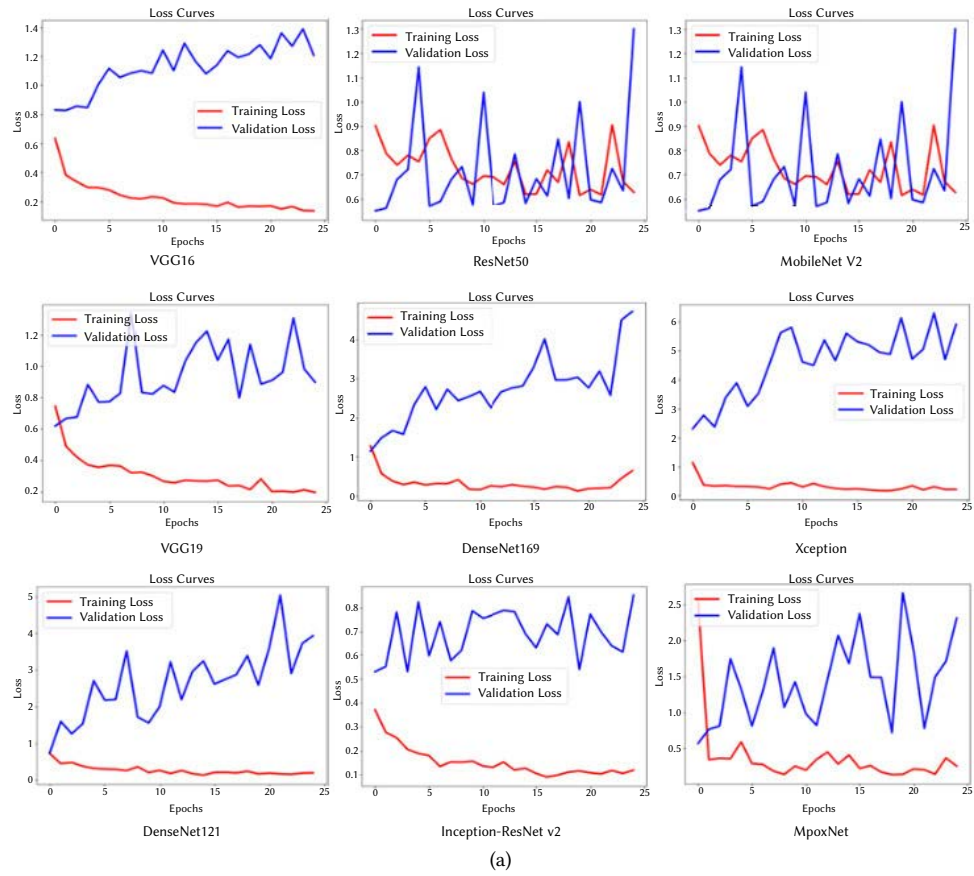 Loss Curves
1.4
1.2
1.0
0.8
0.6
0.4
0.2
Loss
Training Loss
Validation Loss
0 5 10 15 20 25
Epochs
VGG16
Loss Curves
1.3
1.0
0.9
0.8
0.7
0.6
Loss
Training Loss
Validation Loss
0 5 10 15 20 25
Epochs
ResNet50
Loss Curves
1.3
1.0
0.9
0.8
0.7
0.6
Loss
Training Loss
Validation Loss
0 5 10 15 20 25
Epochs
MobileNet V2
Loss Curves
1.2
1.0
0.8
0.6
0.4
0.2
Loss
Training Loss
Validation Loss
0 5 10 15 20 25
Epochs
VGG19
Loss Curves
4
3
2
1
0
Loss
Training Loss
Validation Loss
0 5 10 15 20 25
Epochs
DenseNet169
Loss Curves
6
5
4
3
2
1
0
Loss
Training Loss
Validation Loss
0 5 10 15 20 25
Epochs
Xception
Loss Curves
5
4
3
2
1
0
Loss
Training Loss
Validation Loss
0 5 10 15 20 25
Epochs
DenseNet121
Loss Curves
0.8
0.7
0.6
0.5
0.4
0.3
0.2
0.1
Loss
Training Loss
Validation Loss
0 5 10 15 20 25
Epochs
Inception-ResNet v2
Loss Curves
2.5
2.0
1.5
1.0
0.5
Loss
Training Loss
Validation Loss
0 5 10 15 20 25
Epochs
MpoxNet
(a)